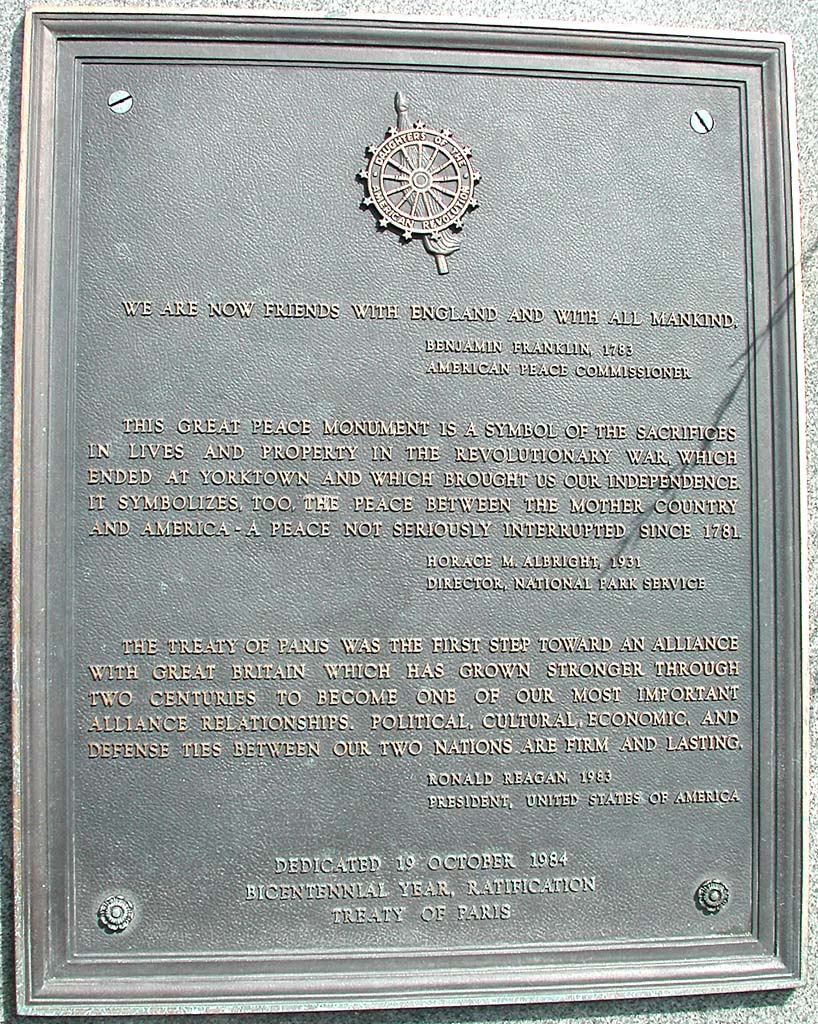 DAUGHTERS OF THE
AMERICAN REVOLUTION
WE ARE NOW FRIENDS WITH ENGLAND AND WITH ALL MANKIND.
BENJAMIN FRANKLIN, 1783
AMERICAN PEACE COMMISSIONER
THIS GREAT PEACE MONUMENT IS A SYMBOL OF THE SACRIFICES
IN LIVES AND PROPERTY IN THE REVOLUTIONARY WAR, WHICH
ENDED AT YORKTOWN AND WHICH BROUGHT US OUR INDEPENDENCE.
IT SYMBOLIZES, TOO, THE PEACE BETWEEN THE MOTHER COUNTRY
AND AMERICA - A PEACE NOT SERIOUSLY INTERRUPTED SINCE 1781.
HORACE M. ALBRIGHT, 1931
DIRECTOR, NATIONAL PARK SERVICE
THE TREATY OF PARIS WAS THE FIRST STEP TOWARD AN ALLIANCE
WITH GREAT BRITAIN WHICH HAS GROWN STRONGER THROUGH
TWO CENTURIES TO BECOME ONE OF OUR MOST IMPORTANT
ALLIANCE RELATIONSHIPS. POLITICAL, CULTURAL, ECONOMIC, AND
DEFENSE TIES BETWEEN OUR TWO NATIONS ARE FIRM AND LASTING.
RONALD REAGAN, 1983
PRESIDENT, UNITED STATES OF AMERICA
DEDICATED 19 OCTOBER 1984
BICENTENNIAL YEAR, RATIFICATION
TREATY OF PARIS